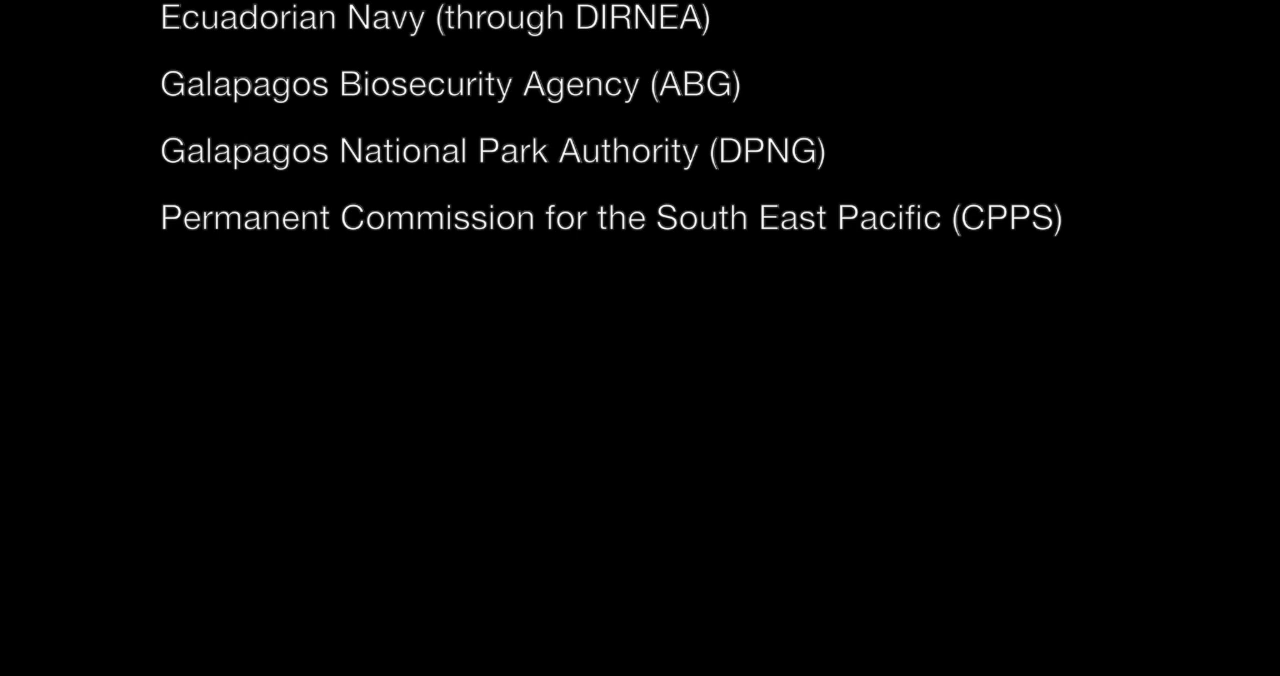 Ecuadorian Navy (through DIRNEA)
Galapagos Biosecurity Agency (ABG)
Galapagos National Park Authority (DPNG)
Permanent Commission for the South East Pacific (CPPS)